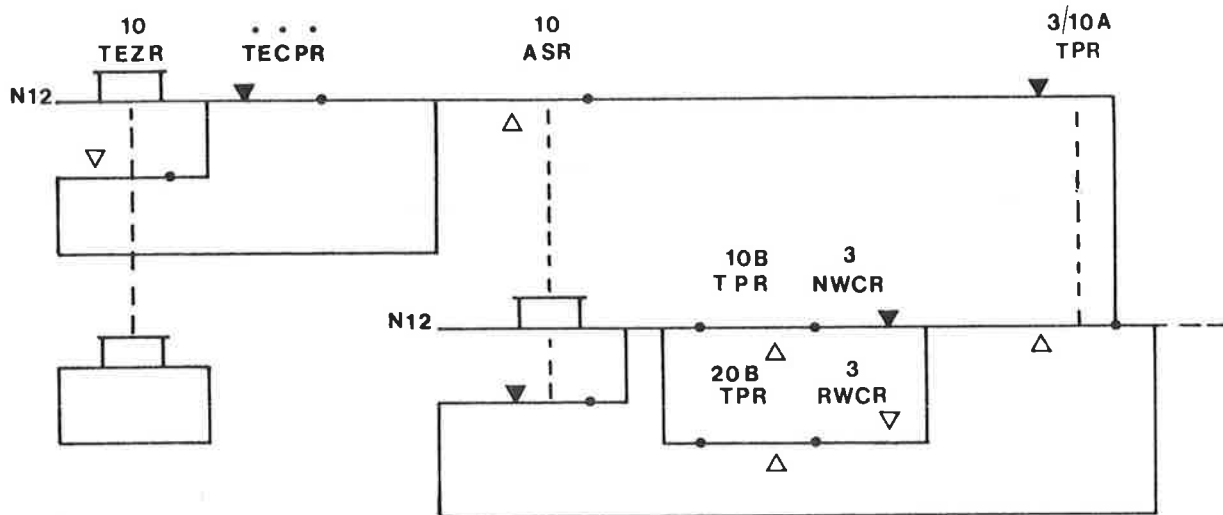 10
TEZR
TECPR
10
ASR
3/10A
TPR
N12
10B
TPR
3
NWCR
N12
20B
TPR
3
RWCR